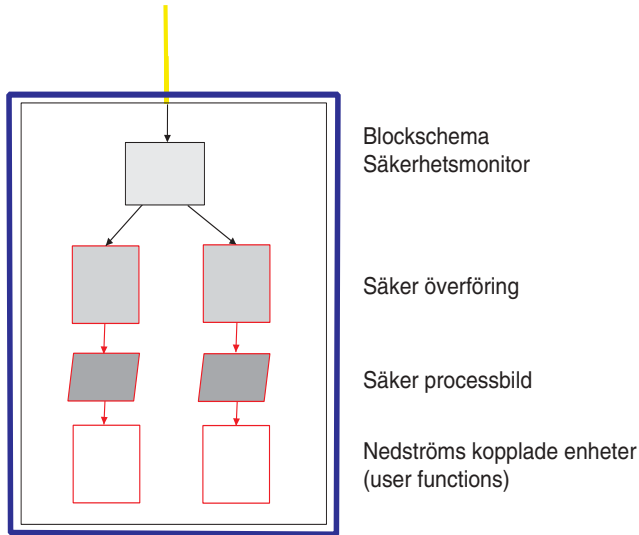 Blockschema
Säkerhetsmonitor
Säker överföring
Säker processbild
Nedströms kopplade enheter
(user functions)